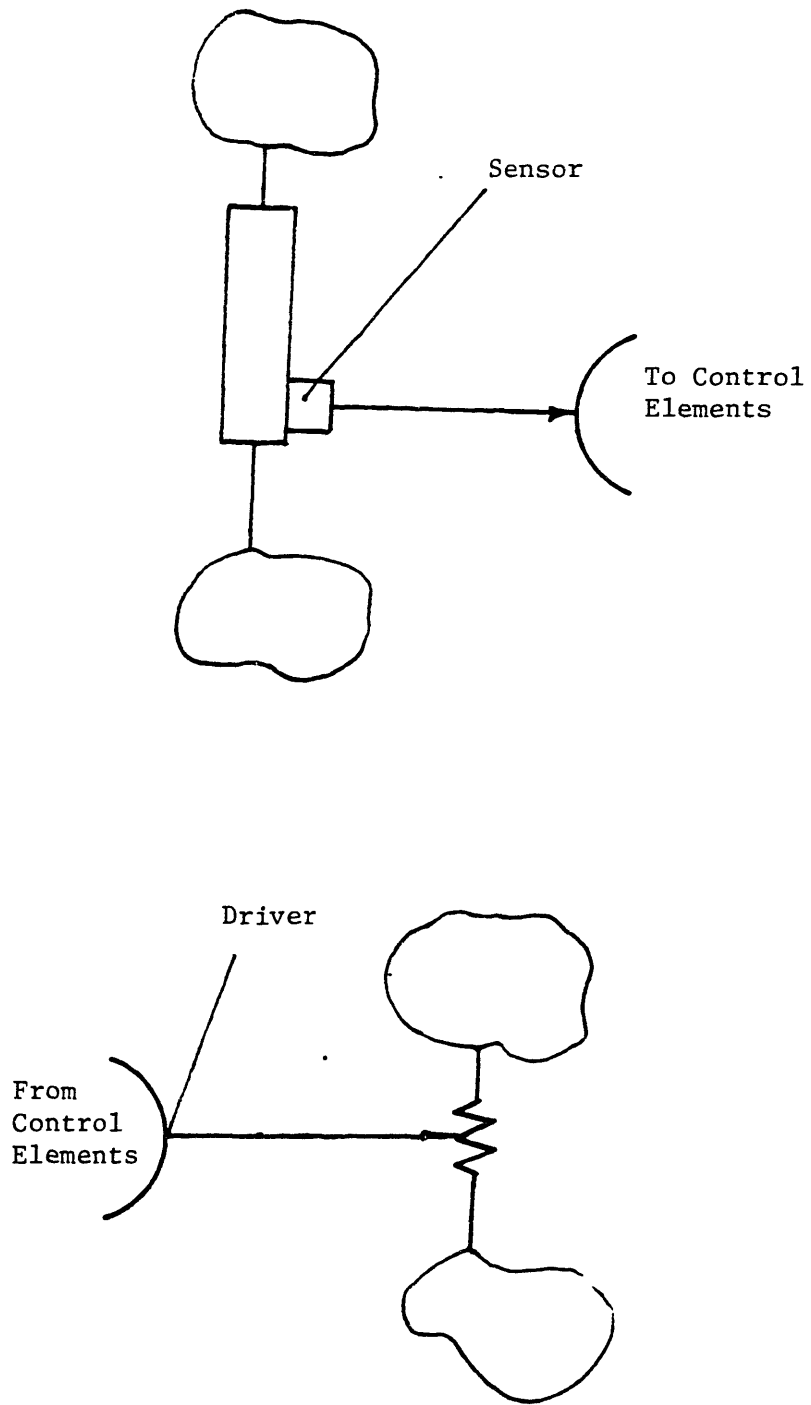 Sensor
To Control
Elements
Driver
From
Control
Elements